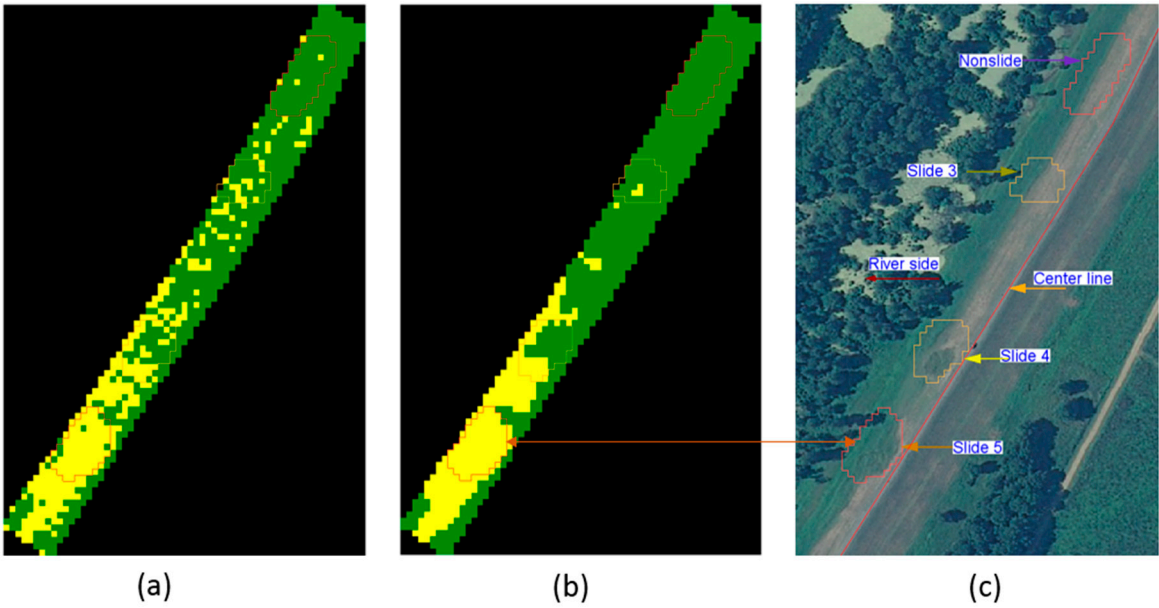 Nonslide
Slide 3
River side
Center line
Slide 4
Slide 5
(a)
(b)
(c)